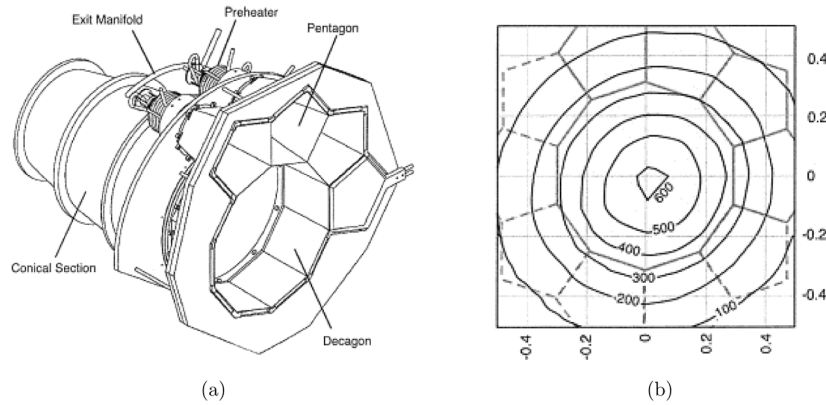 Exit Manifold
Preheater
Pentagon
Conical Section
Decagon
(a)
0.4
0.2
0
-0.2
-0.4
600
500
400
300
200
100
-0.4
-0.2
0
0.2
0.4
(b)